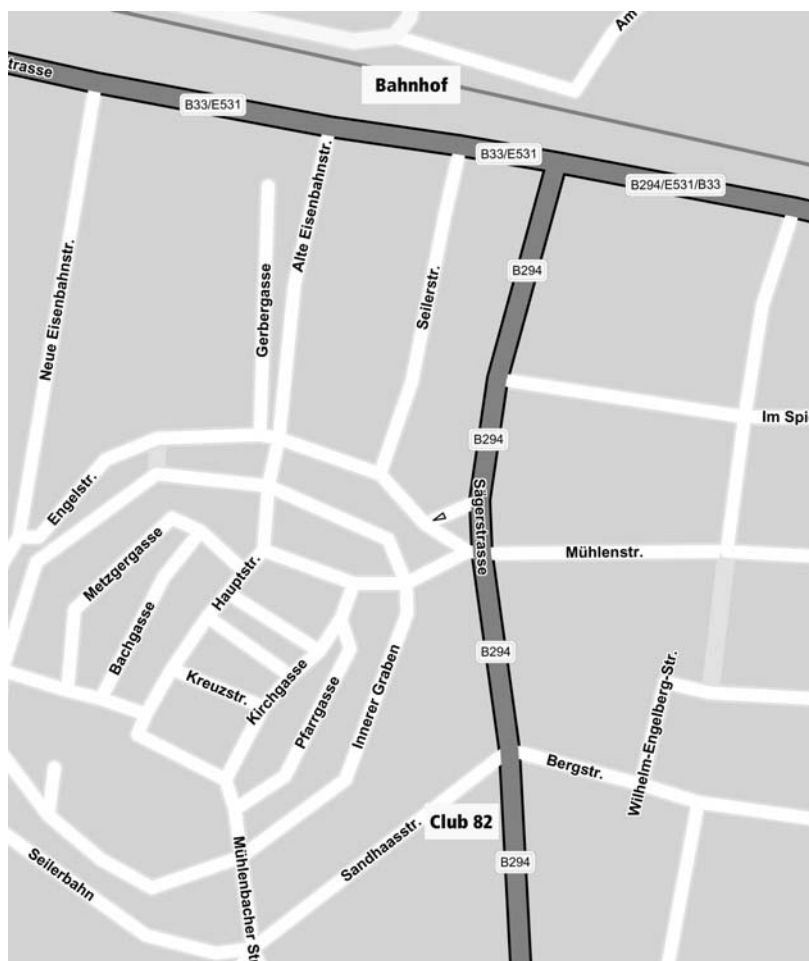 Am
trasse
Bahnhof
B33/E531
B33/E531
B294/E531/B33
Neue Eisenbahnstr.
Gerbergasse
Alte Eisenbahnstr.
Seilerstr.
B294
Im Spi
B294
Engelstr.
Sägerstrasse
Metzgergasse
Mühlenstr.
Hauptstr.
Bachgasse
B294
Kreuzstr.
Kirchgasse
Pfarrgasse
Innerer Graben
Wilhelm-Engelberg-Str.
Bergstr.
Club 82
Sandhaasstr.
Seilerbahn
Mühlenbacher St
B294